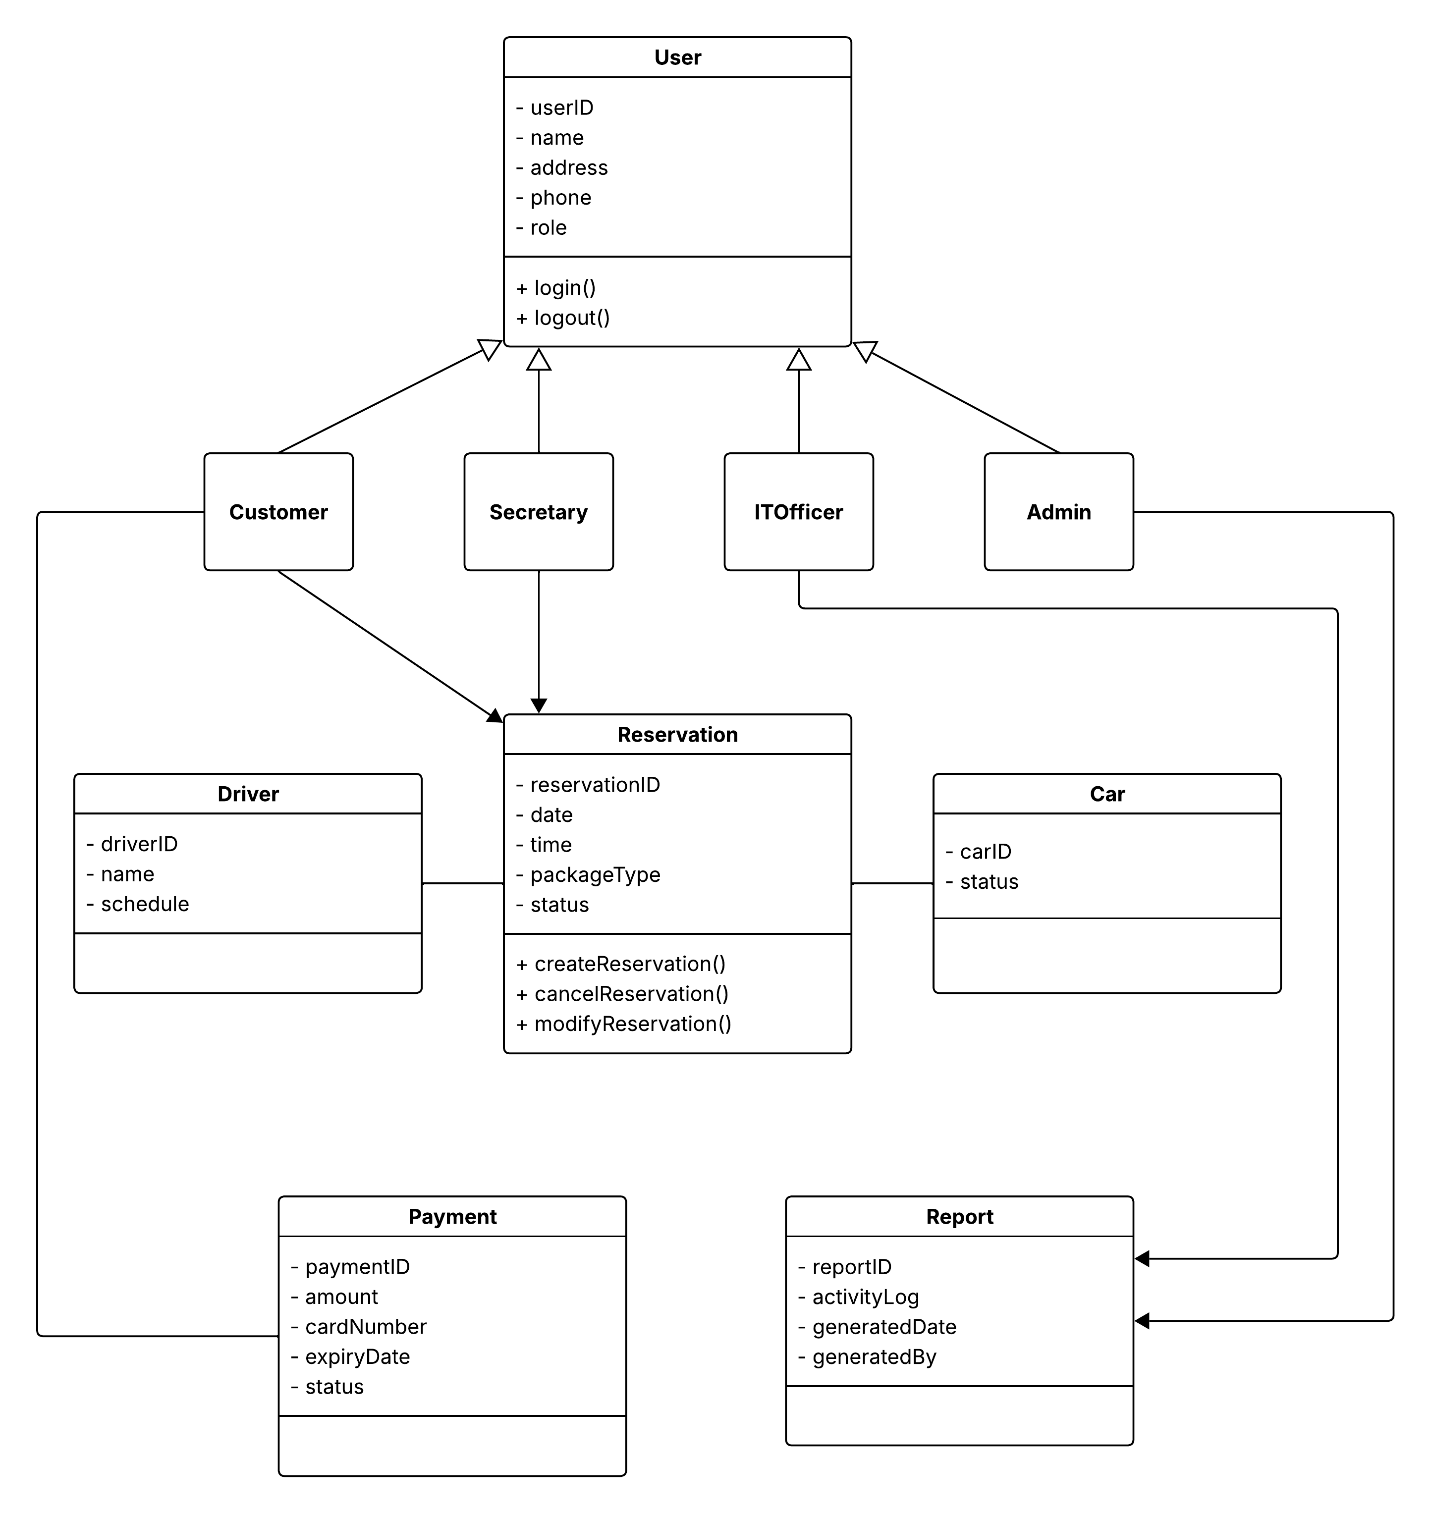 User
- userID
- name
- address
- phone
- role
+ login()
+ logout()
Customer
Secretary
ITOfficer
Admin
Reservation
- reservationID
- date
- time
- packageType
- status
+ createReservation()
+ cancelReservation()
+ modifyReservation()
Driver
- driverID
- name
- schedule
Car
- carID
- status
Payment
- paymentID
- amount
- cardNumber
- expiryDate
- status
Report
- reportID
- activityLog
- generatedDate
- generatedBy